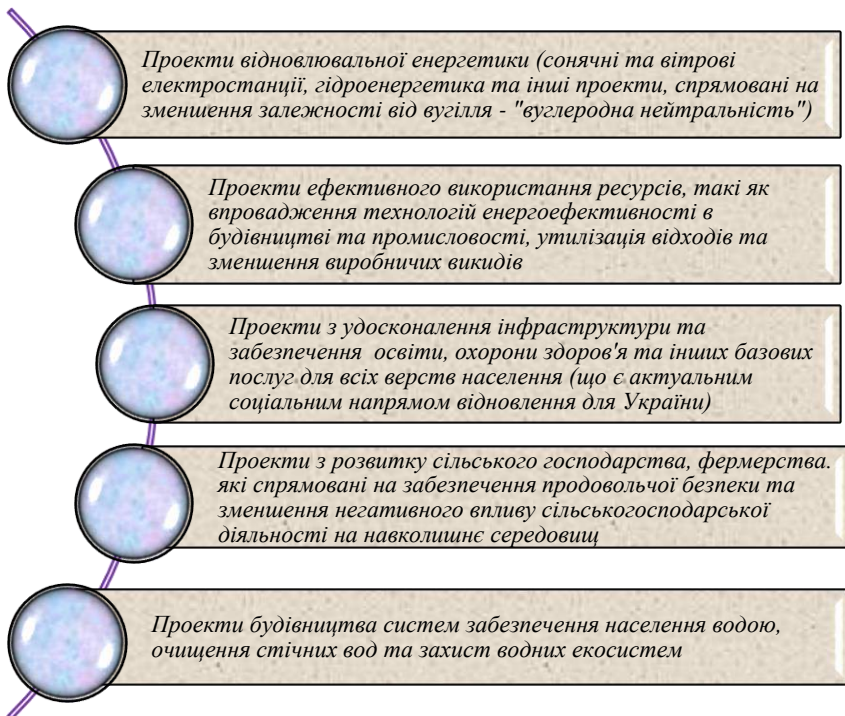 Проекти відновлювальної енергетики (сонячні та вітрові
електростанції, гідроенергетика та інші проекти, спрямовані на
зменшення залежності від вугілля - "вуглеродна нейтральність")
Проекти ефективного використання ресурсів, такі як
впровадження технологій енергоефективності в
будівництві та промисловості, утилізація відходів та
зменшення виробничих викидів
Проекти з удосконалення інфраструктури та
забезпечення освіти, охорони здоров'я та інших базових
послуг для всіх верств населення (що є актуальним
соціальним напрямом відновлення для України)
Проекти з розвитку сільського господарства, фермерства.
які спрямовані на забезпечення продовольчої безпеки та
зменшення негативного впливу сільськогосподарської
діяльності на навколишнє середовищ
Проекти будівництва систем забезпечення населення водою,
очищення стічних вод та захист водних екосистем